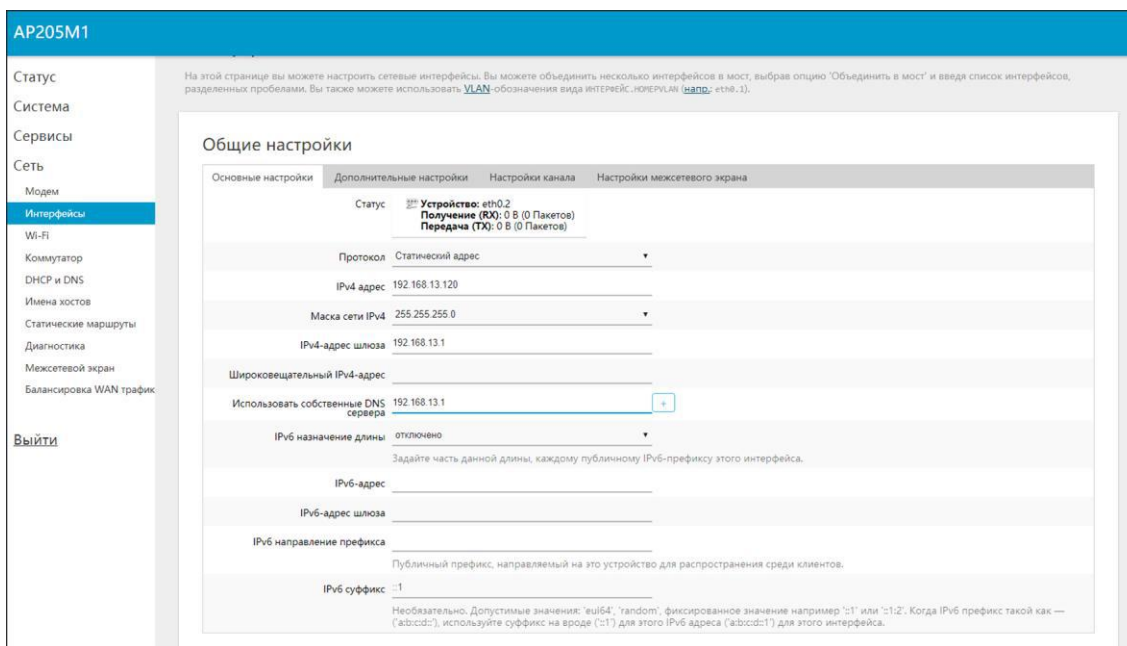 AP205M1
Статус
Система
Сервисы
Сеть
Модем
Интерфейсы
Wi-Fi
Коммутатор
DHCP и DNS
Имена хостов
Статические маршруты
Диагностика
Межсетевой экран
Балансировка WAN трафик
Выйти
На этой странице вы можете настроить сетевые интерфейсы. Вы можете объединить несколько интерфейсов в мост, выбрав опцию 'Объединить в мост' и введя список интерфейсов,
разделенных пробелами. Вы также можете использовать VLAN-обозначения вида ИНТЕРФЕЙС.НОМЕРVLAN (напр.: eth0.1).
Общие настройки
Основные настройки Дополнительные настройки Настройки канала Настройки межсетевого экрана
Статус
Устройство: eth0.2
Получение (RX): 0 B (0 Пакетов)
Передача (TX): 0 B (0 Пакетов)
Протокол Статический адрес
IPv4 адрес 192.168.13.120
Маска сети IPv4 255.255.255.0
IPv4-адрес шлюза 192.168.13.1
Широковещательный IPv4-адрес
Использовать собственные DNS сервера 192.168.13.1 +
IPv6 назначение длины отключено
Задайте часть данной длины, каждому публичному IPv6-префиксу этого интерфейса.
IPv6-адрес
IPv6-адрес шлюза
IPv6 направление префикса
Публичный префикс, направляемый на это устройство для распространения среди клиентов.
IPv6 суффикс ::1
Необязательно. Допустимые значения: 'eui64', 'random', фиксированное значение например '::1' или '::1:2'. Когда IPv6 префикс такой как —
('a:b:c:d::'), используйте суффикс на вроде ('::1') для этого IPv6 адреса ('a:b:c:d::1') для этого интерфейса.